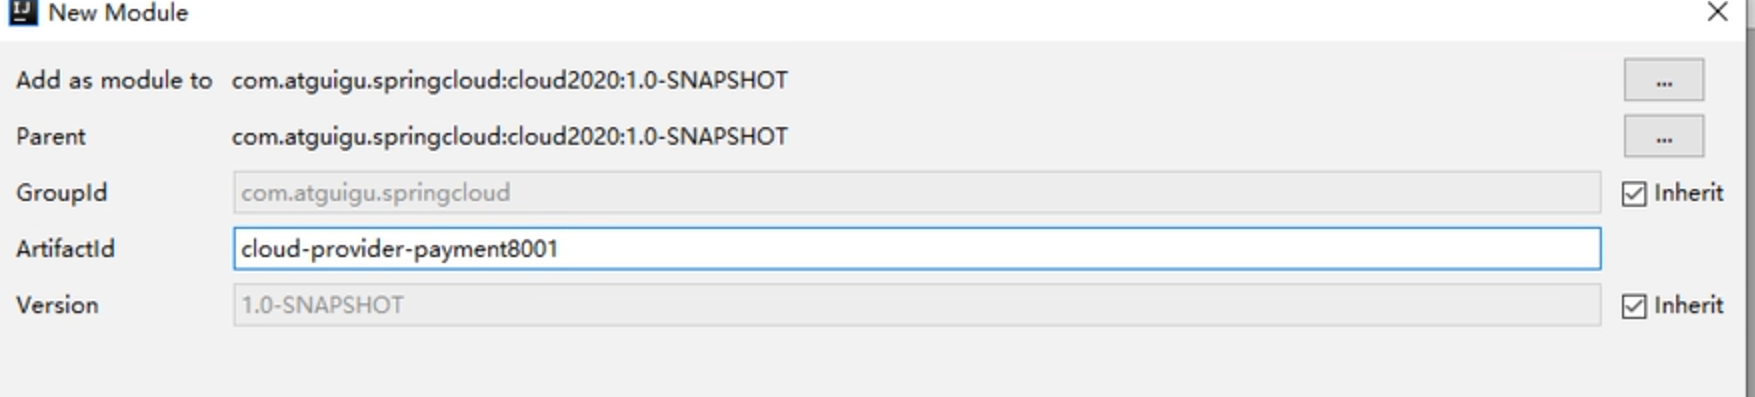 New Module
Add as module to com.atguigu.springcloud:cloud2020:1.0-SNAPSHOT ...
Parent com.atguigu.springcloud:cloud2020:1.0-SNAPSHOT ...
GroupId com.atguigu.springcloud Inherit
ArtifactId cloud-provider-payment8001
Version 1.0-SNAPSHOT Inherit